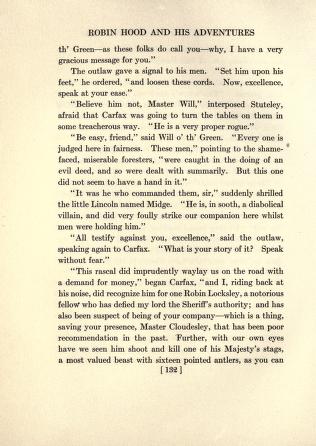 ROBIN HOOD AND HIS ADVENTURES
th' Green—as these folks do call you—why, I have a very
gracious message for you."
The outlaw gave a signal to his men. "Set him upon his
feet," he ordered, "and loosen these cords. Now, excellence,
speak at your ease."
"Believe him not, Master Will," interposed Stuteley,
afraid that Carfax was going to turn the tables on them in
some treacherous way. "He is a very proper rogue."
"Be easy, friend," said Will o' th' Green. "Every one is
judged here in fairness. These men," pointing to the shame-
faced, miserable foresters, "were caught in the doing of an
evil deed, and so were dealt with summarily. But this one
did not seem to have a hand in it."
"It was he who commanded them, sir," suddenly shrilled
the little Lincoln named Midge. "He is, in sooth, a diabolical
villain, and did very foully strike our companion here whilst
men were holding him."
"All testify against you, excellence," said the outlaw,
speaking again to Carfax. "What is your story of it? Speak
without fear."
"This rascal did imprudently waylay us on the road with
a demand for money," began Carfax, "and I, riding back at
his noise, did recognize him for one Robin Locksley, a notorious
fellow who has defied my lord the Sheriff's authority; and has
also been suspect of being of your company—which is a thing,
saving your presence, Master Cloudesley, that has been poor
recommendation in the past. Further, with our own eyes
have we seen him shoot and kill one of his Majesty's stags,
a most valued beast with sixteen pointed antlers, as you can
[ 132 ]